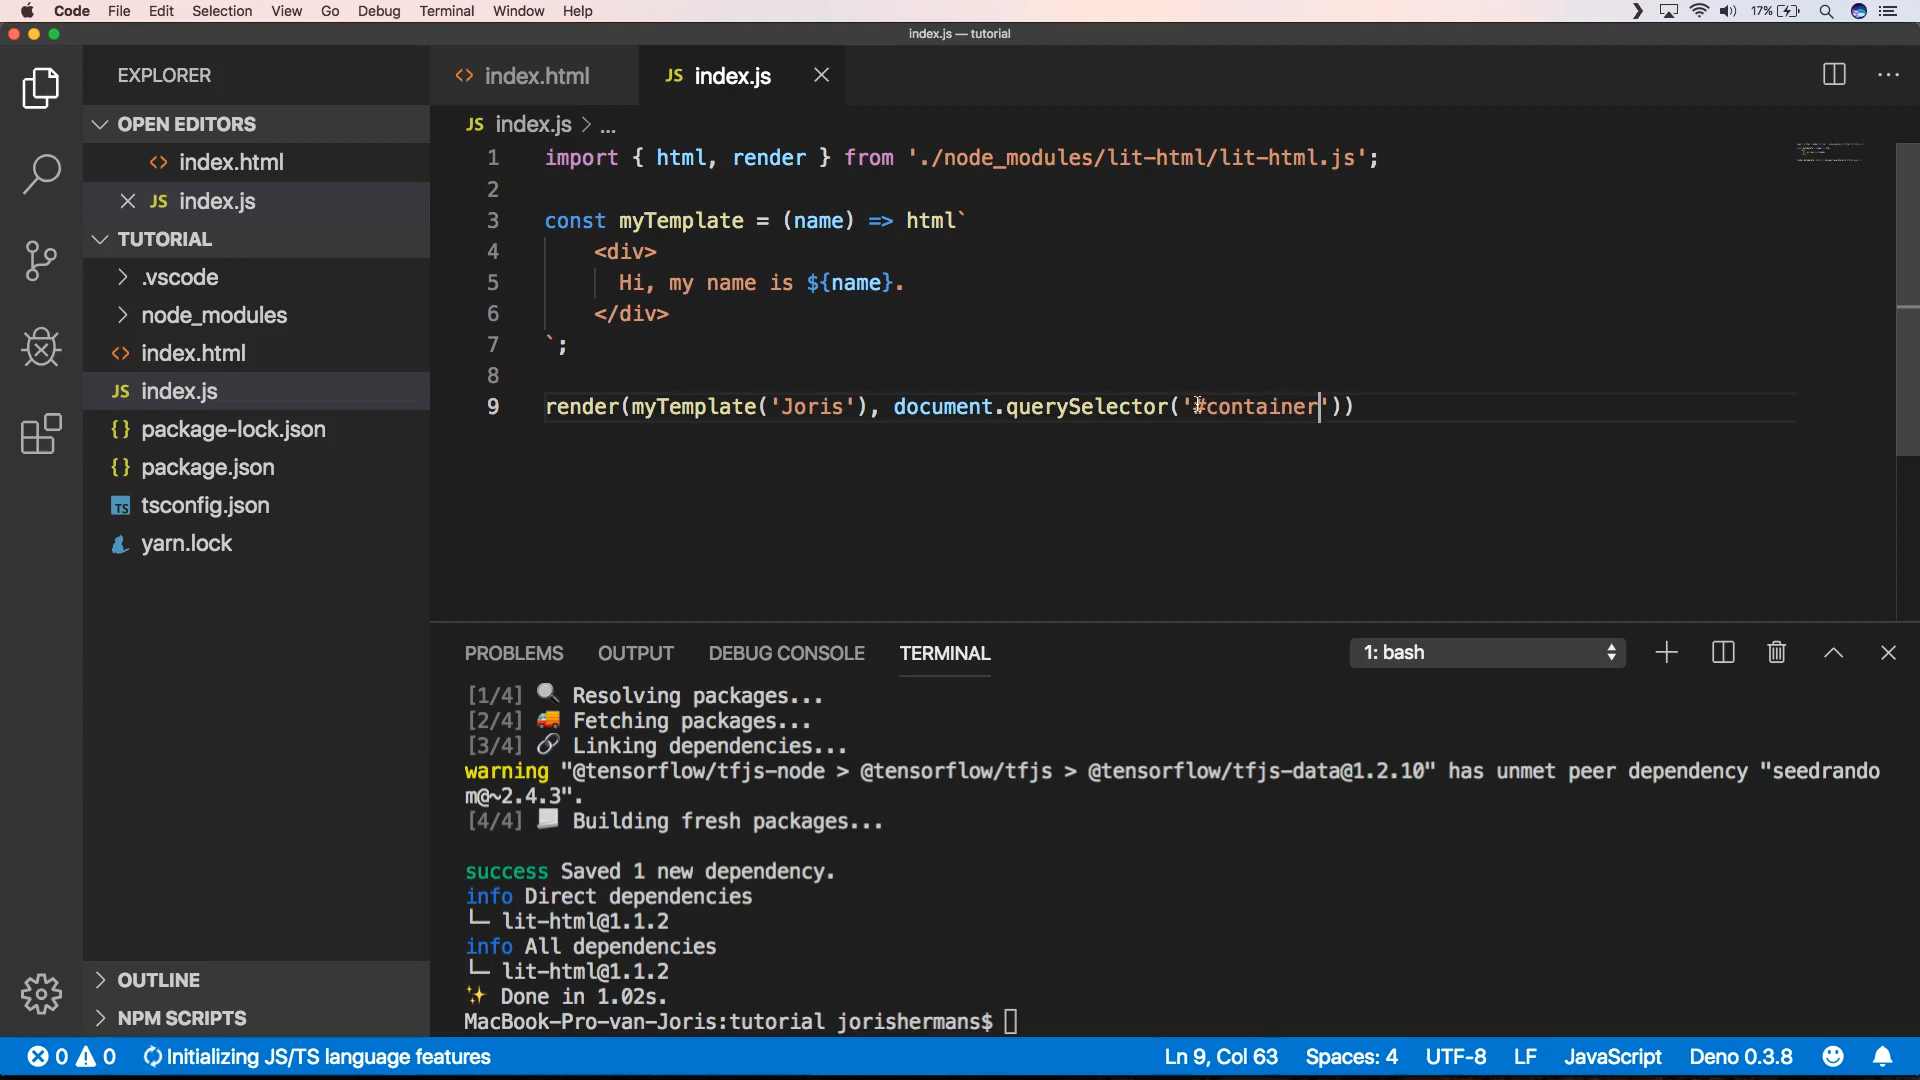 Code File Edit Selection View Go Debug Terminal Window Help 17%
index.js — tutorial
EXPLORER
OPEN EDITORS
index.html
JS index.js
TUTORIAL
.vscode
node_modules
index.html
JS index.js
{} package-lock.json
{} package.json
TS tsconfig.json
yarn.lock
OUTLINE
NPM SCRIPTS
index.html JS index.js
JS index.js > ...
1 import { html, render } from './node_modules/lit-html/lit-html.js';
2
3 const myTemplate = (name) => html`
4 <div>
5 Hi, my name is ${name}.
6 </div>
7 `;
8
9 render(myTemplate('Joris'), document.querySelector('#container'))
PROBLEMS OUTPUT DEBUG CONSOLE TERMINAL 1: bash
[1/4] 🔍 Resolving packages...
[2/4] 🚚 Fetching packages...
[3/4] 🔗 Linking dependencies...
warning "@tensorflow/tfjs-node > @tensorflow/tfjs > @tensorflow/tfjs-data@1.2.10" has unmet peer dependency "seedrando
m@~2.4.3".
[4/4] 📃 Building fresh packages...
success Saved 1 new dependency.
info Direct dependencies
└─ lit-html@1.1.2
info All dependencies
└─ lit-html@1.1.2
✨ Done in 1.02s.
MacBook-Pro-van-Joris:tutorial jorishermans$
0 0 Initializing JS/TS language features Ln 9, Col 63 Spaces: 4 UTF-8 LF JavaScript Deno 0.3.8